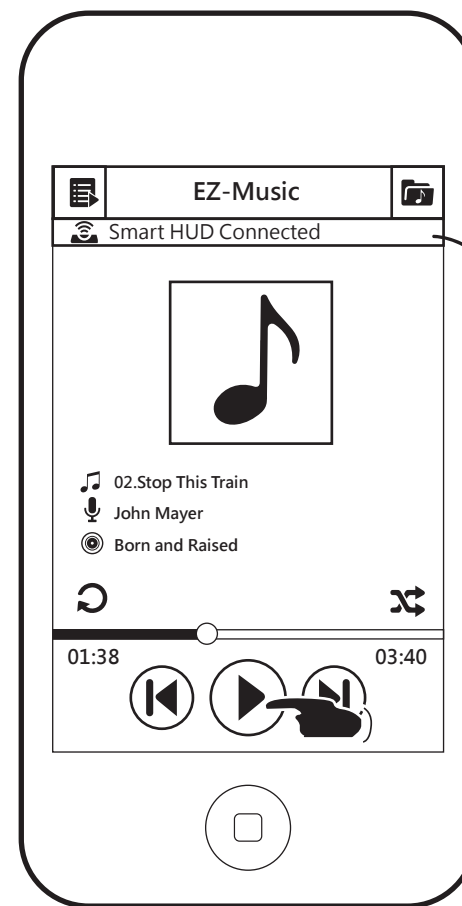 EZ-Music
Smart HUD Connected
02.Stop This Train
John Mayer
Born and Raised
01:38 03:40